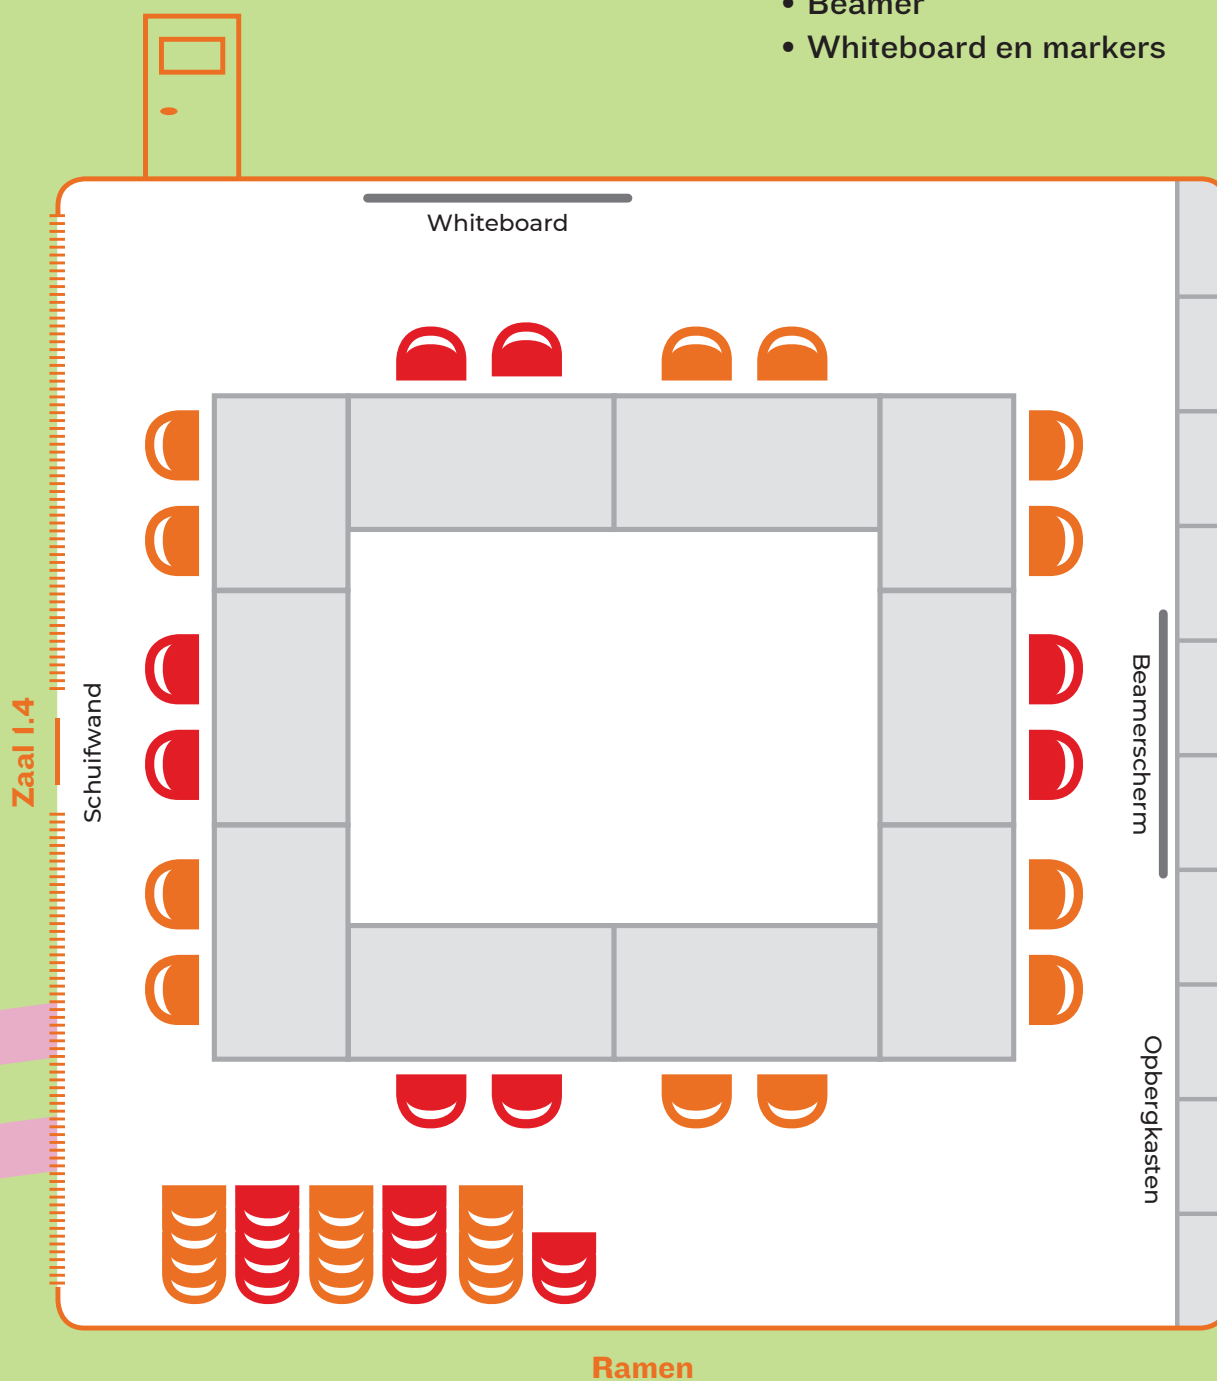 • Beamer
• Whiteboard en markers
Whiteboard
Zaal 1.4
Schuifwand
Beamerscherm
Opbergkasten
Ramen